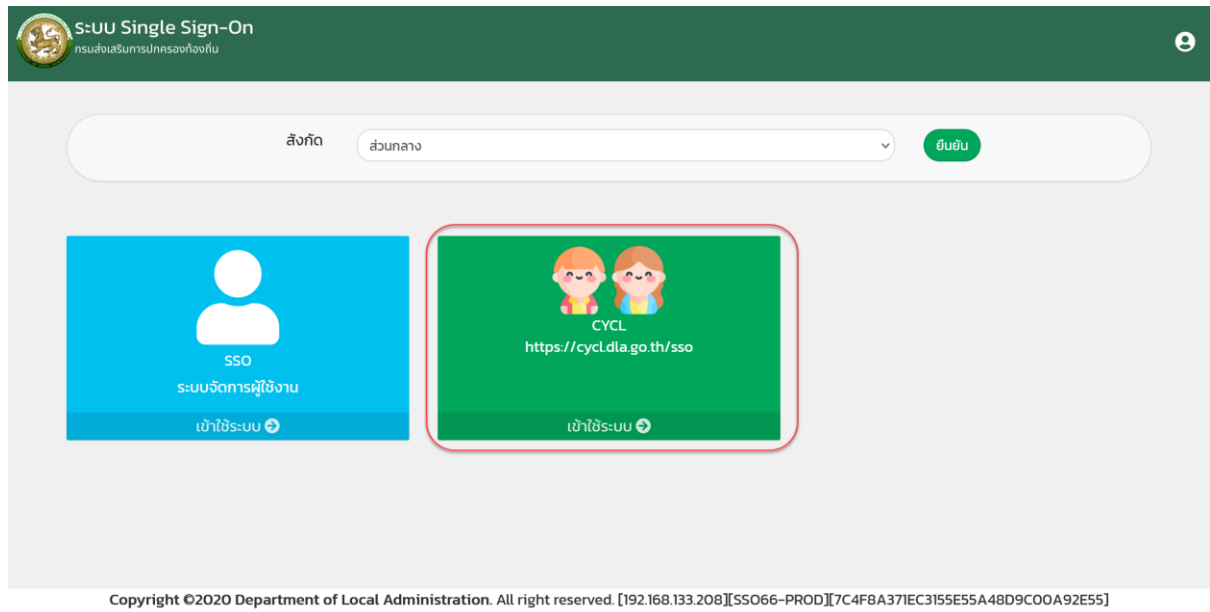 ระบบ Single Sign-On
กรมส่งเสริมการปกครองท้องถิ่น
สังกัด
ส่วนกลาง
ยืนยัน
SSO
ระบบจัดการผู้ใช้งาน
เข้าใช้ระบบ
CYCL
https://cycl.dla.go.th/sso
เข้าใช้ระบบ
Copyright ©2020 Department of Local Administration. All right reserved. [192.168.133.208][SSO66-PROD][7C4F8A371EC3155E55A48D9C00A92E55]